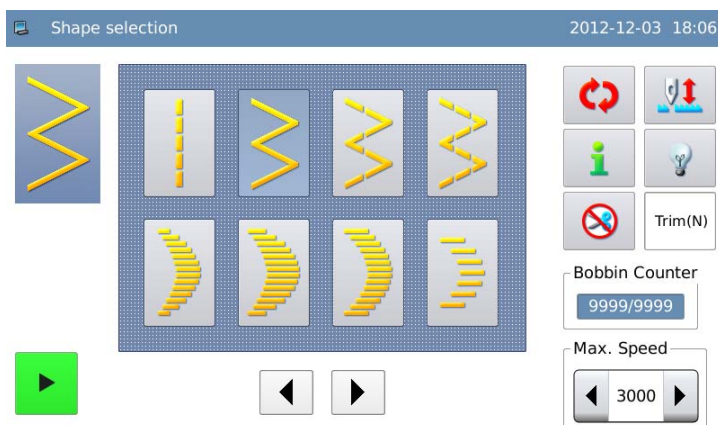 Shape selection
2012-12-03 18:06
Trim(N)
Bobbin Counter
9999/9999
Max. Speed
3000